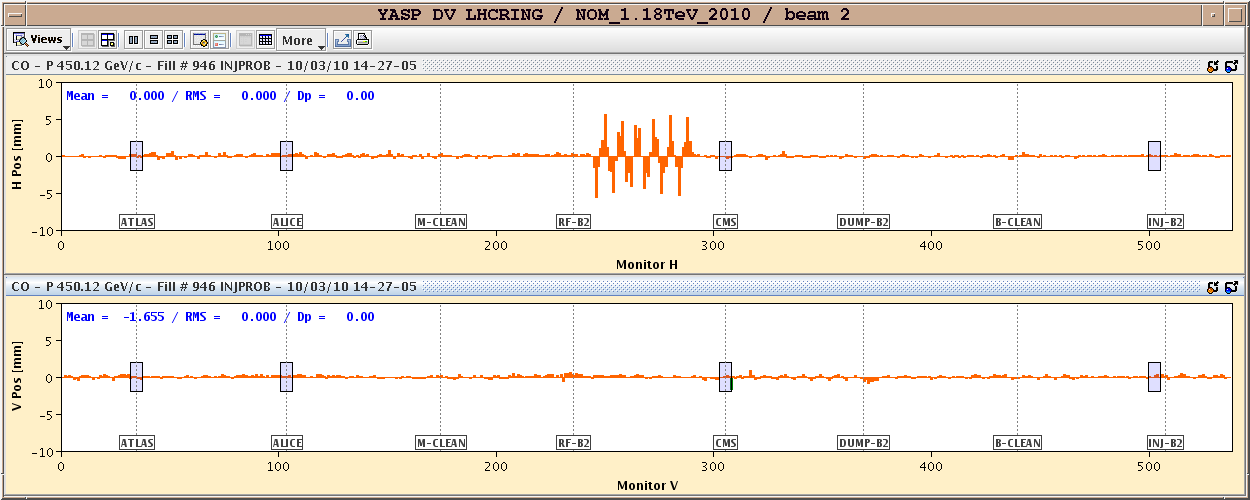 YASP DV LHCRING / NOM_1.18TeV_2010 / beam 2
Views More
CO - P 450.12 GeV/c - Fill # 946 INJPROB - 10/03/10 14-27-05
Mean = 0.000 / RMS = 0.000 / Dp = 0.00
H Pos [mm]
10
5
0
-5
-10
ATLAS ALICE M-CLEAN RF-B2 CMS DUMP-B2 B-CLEAN INJ-B2
0 100 200 300 400 500
Monitor H
CO - P 450.12 GeV/c - Fill # 946 INJPROB - 10/03/10 14-27-05
Mean = -1.655 / RMS = 0.000 / Dp = 0.00
V Pos [mm]
10
5
0
-5
-10
ATLAS ALICE M-CLEAN RF-B2 CMS DUMP-B2 B-CLEAN INJ-B2
0 100 200 300 400 500
Monitor V